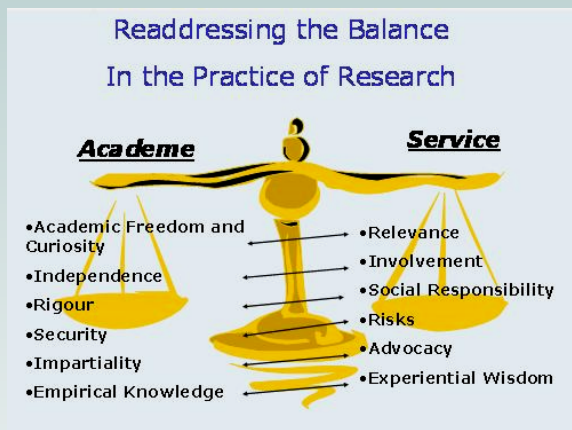 Readdressing the Balance
In the Practice of Research
Academe
Service
•Academic Freedom and
Curiosity
•Independence
•Rigour
•Security
•Impartiality
•Empirical Knowledge
•Relevance
•Involvement
•Social Responsibility
•Risks
•Advocacy
•Experiential Wisdom